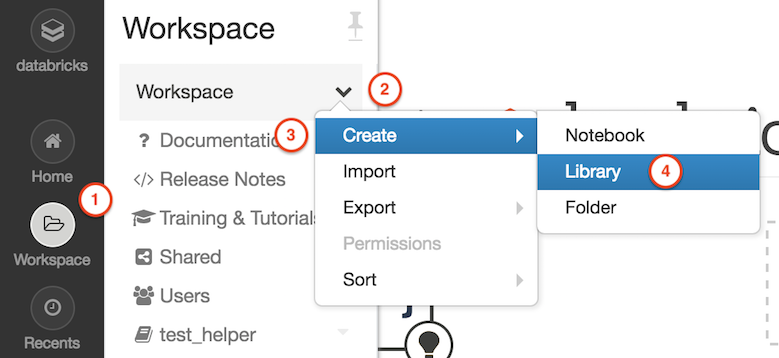 databricks
Home
1
Workspace
Recents
Workspace
Workspace
2
? Documentation
</> Release Notes
Training & Tutorials
Shared
Users
test_helper
3
Create
Import
Export
Permissions
Sort
Notebook
Library
4
Folder